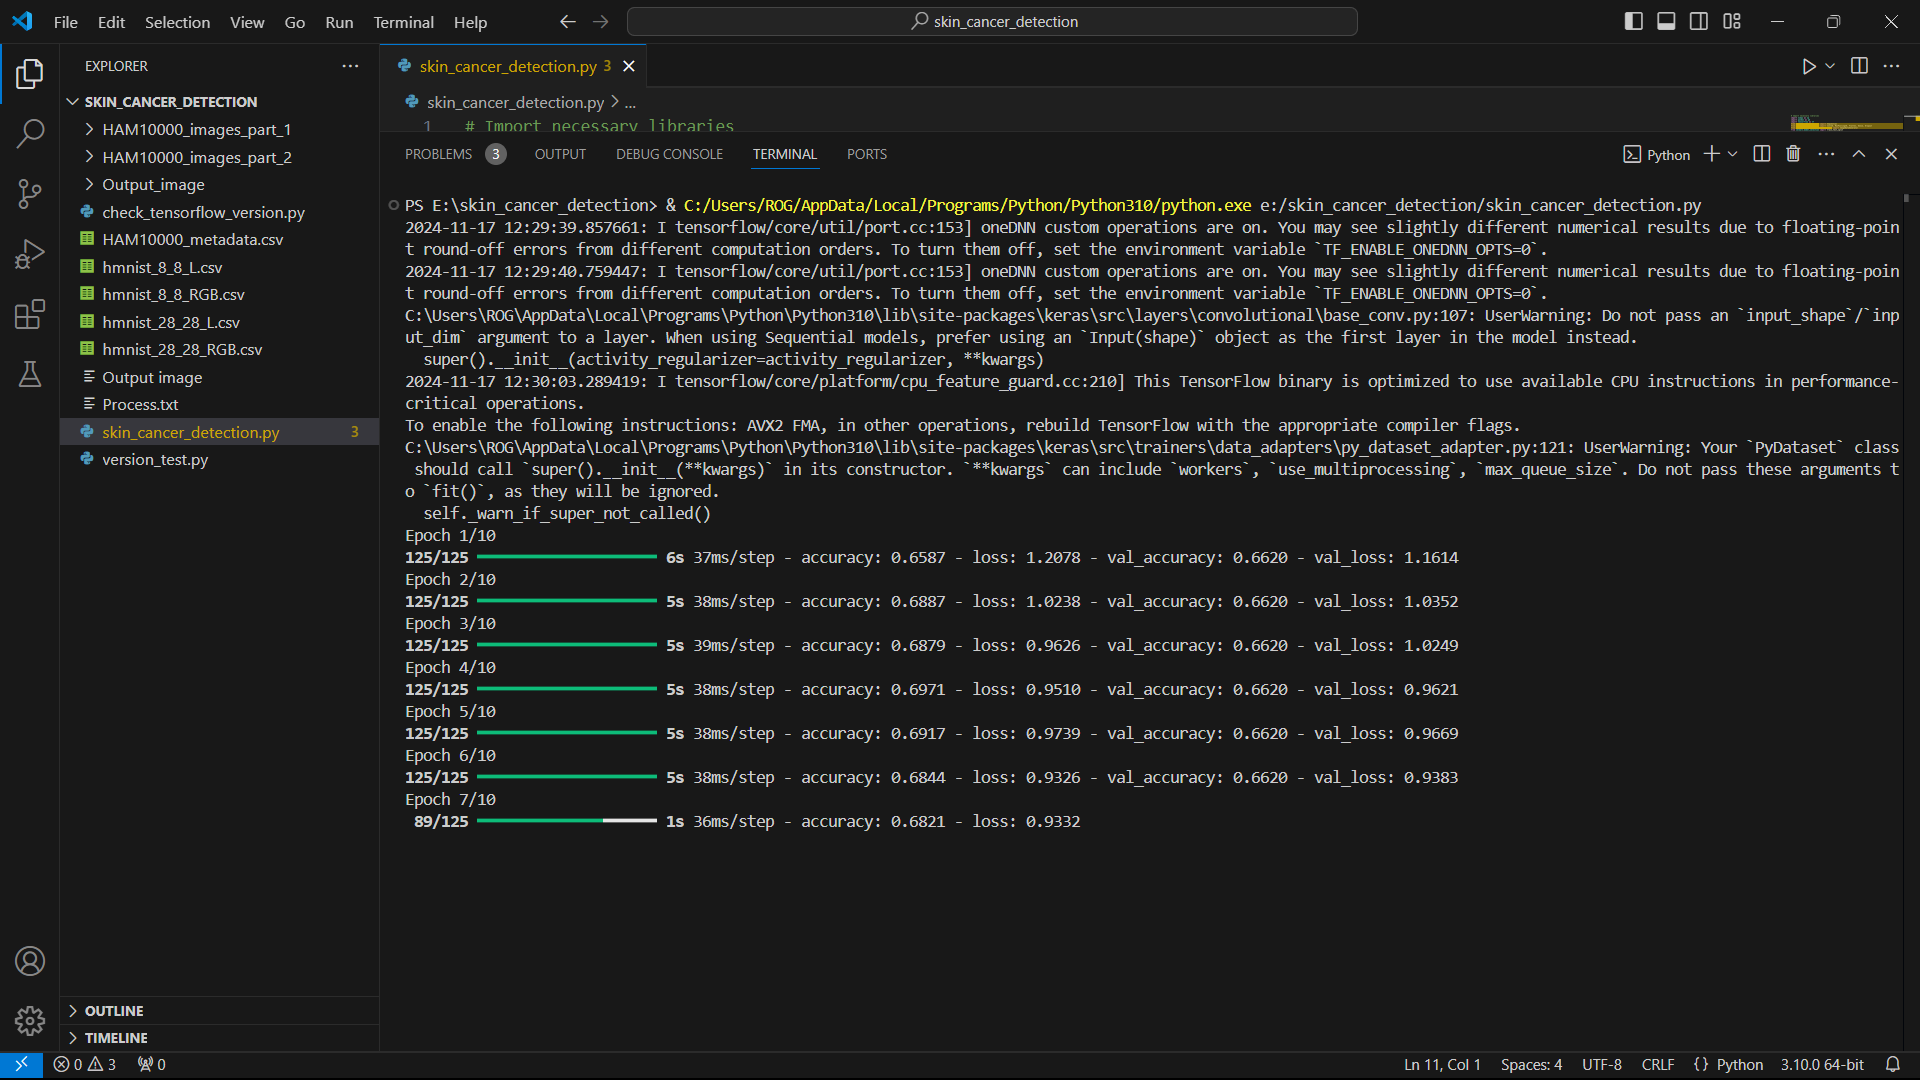 File Edit Selection View Go Run Terminal Help
skin_cancer_detection
EXPLORER
SKIN_CANCER_DETECTION
HAM10000_images_part_1
HAM10000_images_part_2
Output_image
check_tensorflow_version.py
HAM10000_metadata.csv
hmnist_8_8_L.csv
hmnist_8_8_RGB.csv
hmnist_28_28_L.csv
hmnist_28_28_RGB.csv
Output image
Process.txt
skin_cancer_detection.py 3
version_test.py
OUTLINE
TIMELINE
skin_cancer_detection.py 3
skin_cancer_detection.py > ...
1 # Import necessary libraries
PROBLEMS 3 OUTPUT DEBUG CONSOLE TERMINAL PORTS
Python
PS E:\skin_cancer_detection> & C:/Users/ROG/AppData/Local/Programs/Python/Python310/python.exe e:/skin_cancer_detection/skin_cancer_detection.py
2024-11-17 12:29:39.857661: I tensorflow/core/util/port.cc:153] oneDNN custom operations are on. You may see slightly different numerical results due to floating-poin
t round-off errors from different computation orders. To turn them off, set the environment variable `TF_ENABLE_ONEDNN_OPTS=0`.
2024-11-17 12:29:40.759447: I tensorflow/core/util/port.cc:153] oneDNN custom operations are on. You may see slightly different numerical results due to floating-poin
t round-off errors from different computation orders. To turn them off, set the environment variable `TF_ENABLE_ONEDNN_OPTS=0`.
C:\Users\ROG\AppData\Local\Programs\Python\Python310\lib\site-packages\keras\src\layers\convolutional\base_conv.py:107: UserWarning: Do not pass an `input_shape`/`inp
ut_dim` argument to a layer. When using Sequential models, prefer using an `Input(shape)` object as the first layer in the model instead.
super().__init__(activity_regularizer=activity_regularizer, **kwargs)
2024-11-17 12:30:03.289419: I tensorflow/core/platform/cpu_feature_guard.cc:210] This TensorFlow binary is optimized to use available CPU instructions in performance-
critical operations.
To enable the following instructions: AVX2 FMA, in other operations, rebuild TensorFlow with the appropriate compiler flags.
C:\Users\ROG\AppData\Local\Programs\Python\Python310\lib\site-packages\keras\src\trainers\data_adapters\py_dataset_adapter.py:121: UserWarning: Your `PyDataset` class
should call `super().__init__(**kwargs)` in its constructor. `**kwargs` can include `workers`, `use_multiprocessing`, `max_queue_size`. Do not pass these arguments t
o `fit()`, as they will be ignored.
self._warn_if_super_not_called()
Epoch 1/10
125/125 6s 37ms/step - accuracy: 0.6587 - loss: 1.2078 - val_accuracy: 0.6620 - val_loss: 1.1614
Epoch 2/10
125/125 5s 38ms/step - accuracy: 0.6887 - loss: 1.0238 - val_accuracy: 0.6620 - val_loss: 1.0352
Epoch 3/10
125/125 5s 39ms/step - accuracy: 0.6879 - loss: 0.9626 - val_accuracy: 0.6620 - val_loss: 1.0249
Epoch 4/10
125/125 5s 38ms/step - accuracy: 0.6971 - loss: 0.9510 - val_accuracy: 0.6620 - val_loss: 0.9621
Epoch 5/10
125/125 5s 38ms/step - accuracy: 0.6917 - loss: 0.9739 - val_accuracy: 0.6620 - val_loss: 0.9669
Epoch 6/10
125/125 5s 38ms/step - accuracy: 0.6844 - loss: 0.9326 - val_accuracy: 0.6620 - val_loss: 0.9383
Epoch 7/10
89/125 1s 36ms/step - accuracy: 0.6821 - loss: 0.9332
0 3 0 Ln 11, Col 1 Spaces: 4 UTF-8 CRLF {} Python 3.10.0 64-bit